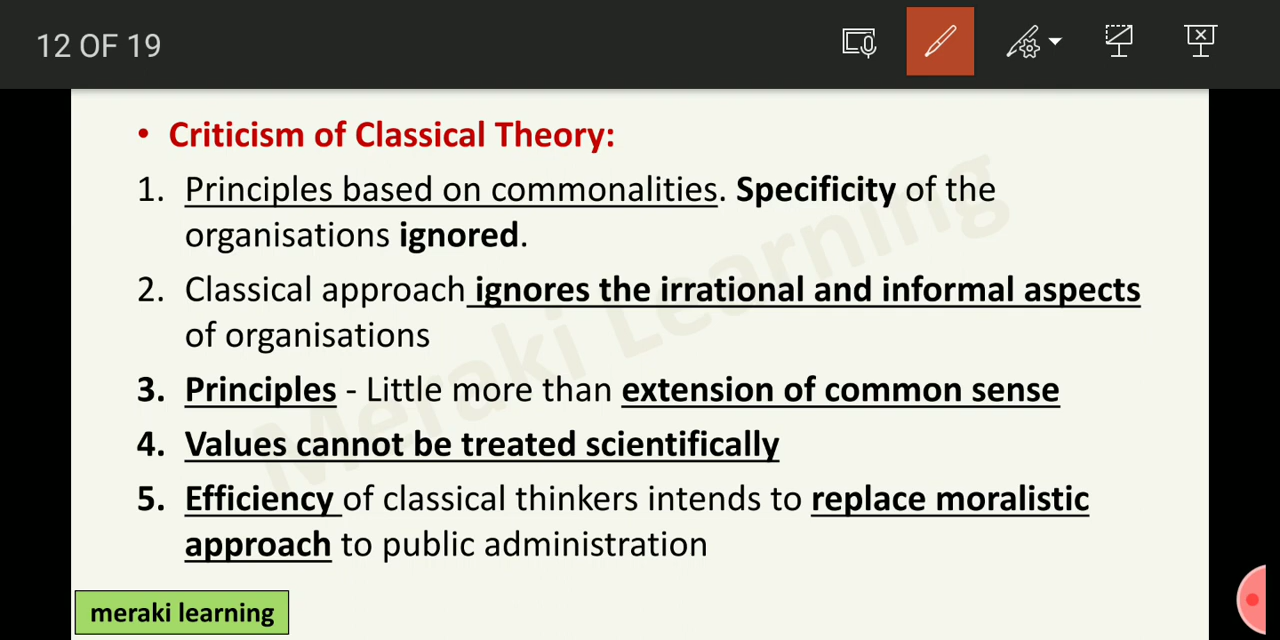 12 OF 19
• Criticism of Classical Theory:
1. Principles based on commonalities. Specificity of the
organisations ignored.
2. Classical approach ignores the irrational and informal aspects
of organisations
3. Principles - Little more than extension of common sense
4. Values cannot be treated scientifically
5. Efficiency of classical thinkers intends to replace moralistic
approach to public administration
Meraki Learning
meraki learning